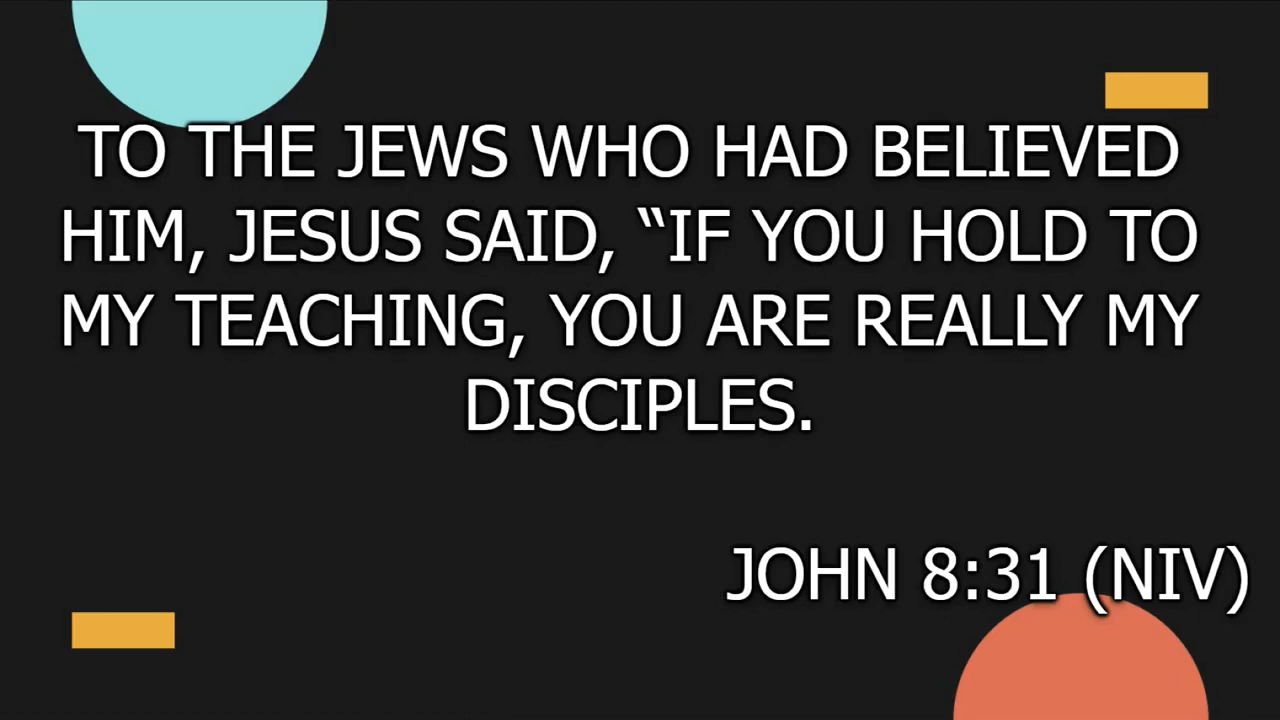 TO THE JEWS WHO HAD BELIEVED
HIM, JESUS SAID, “IF YOU HOLD TO
MY TEACHING, YOU ARE REALLY MY
DISCIPLES.
JOHN 8:31 (NIV)